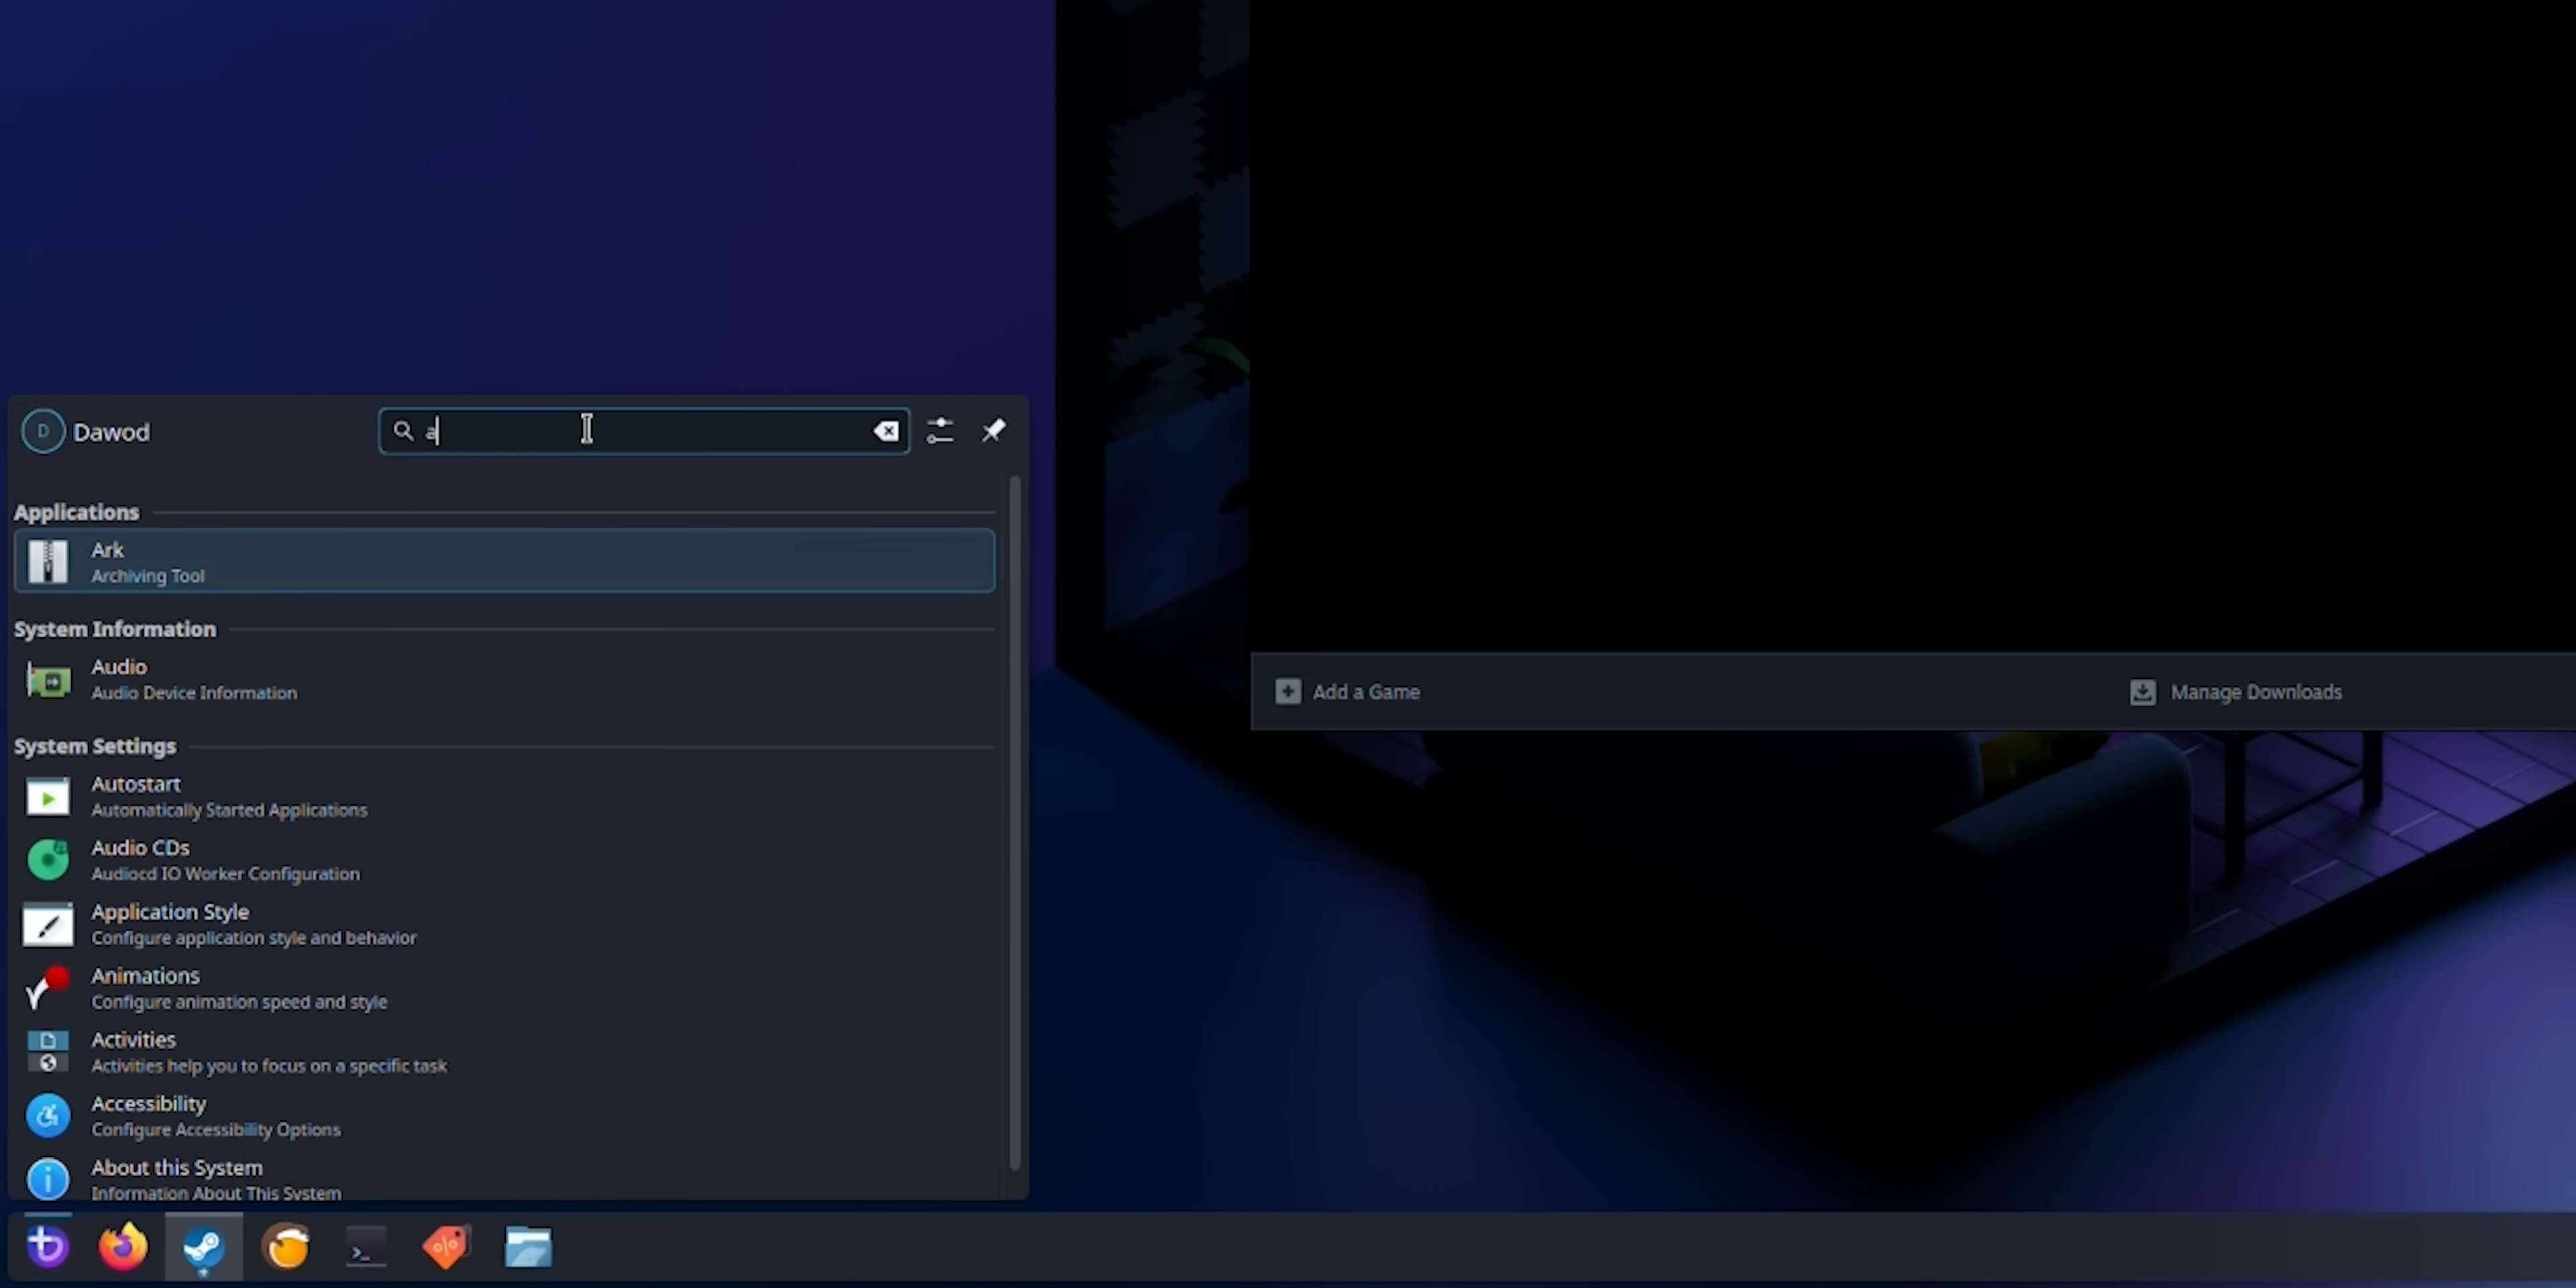 D Dawod
a
Applications
Ark
Archiving Tool
System Information
Audio
Audio Device Information
System Settings
Autostart
Automatically Started Applications
Audio CDs
Audiocd IO Worker Configuration
Application Style
Configure application style and behavior
Animations
Configure animation speed and style
Activities
Activities help you to focus on a specific task
Accessibility
Configure Accessibility Options
About this System
Information About This System
Add a Game
Manage Downloads